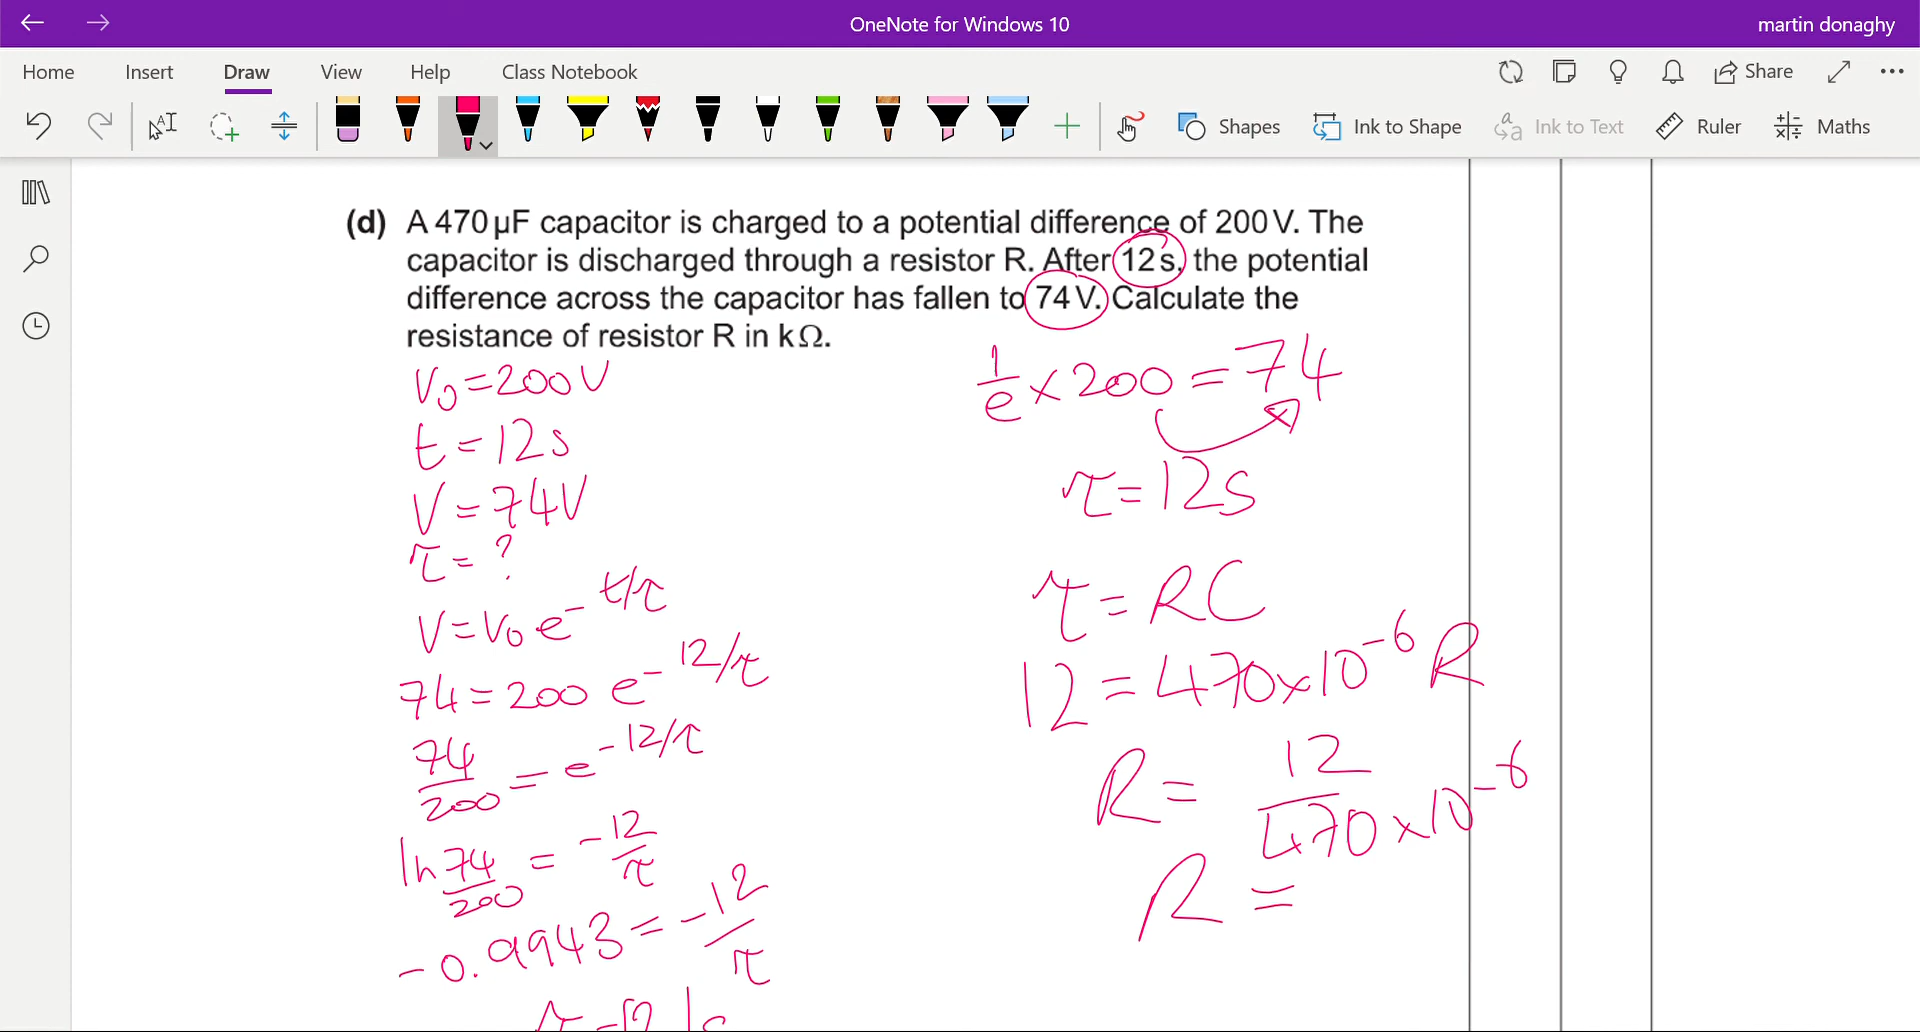 OneNote for Windows 10
martin donaghy
Home Insert Draw View Help Class Notebook
Share
Shapes Ink to Shape Ink to Text Ruler Maths
(d) A 470 µF capacitor is charged to a potential difference of 200 V. The
capacitor is discharged through a resistor R. After 12 s, the potential
difference across the capacitor has fallen to 74 V. Calculate the
resistance of resistor R in kΩ.
V₀ = 200V
t = 12s
V = 74V
τ = ?
V = V₀ e^(-t/τ)
74 = 200 e^(-12/τ)
74/200 = e^(-12/τ)
ln 74/200 = -12/τ
-0.9943 = -12/τ
1/e × 200 = 74
τ = 12s
τ = RC
12 = 470×10⁻⁶ R
R = 12/(470×10⁻⁶)
R =